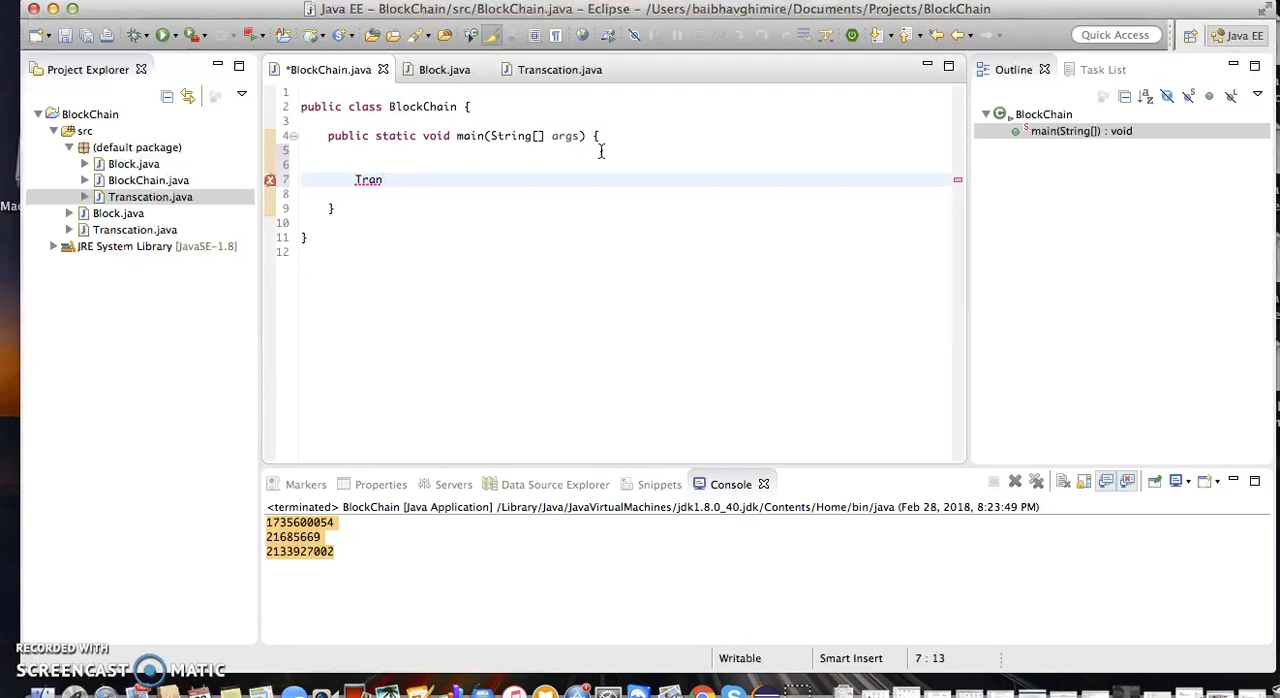 Java EE – BlockChain/src/BlockChain.java – Eclipse – /Users/baibhavghimire/Documents/Projects/BlockChain
Quick Access
Java EE
Project Explorer
*BlockChain.java
Block.java
Transcation.java
Outline
Task List
BlockChain
src
(default package)
Block.java
BlockChain.java
Transcation.java
Block.java
Transcation.java
JRE System Library [JavaSE-1.8]
1
2 public class BlockChain {
3
4 public static void main(String[] args) {
5
6
7 Tran
8
9 }
10
11 }
12
BlockChain
main(String[]) : void
Markers
Properties
Servers
Data Source Explorer
Snippets
Console
<terminated> BlockChain [Java Application] /Library/Java/JavaVirtualMachines/jdk1.8.0_40.jdk/Contents/Home/bin/java (Feb 28, 2018, 8:23:49 PM)
1735600054
21685669
2133927002
Writable
Smart Insert
7 : 13
RECORDED WITH
SCREENCAST MATIC